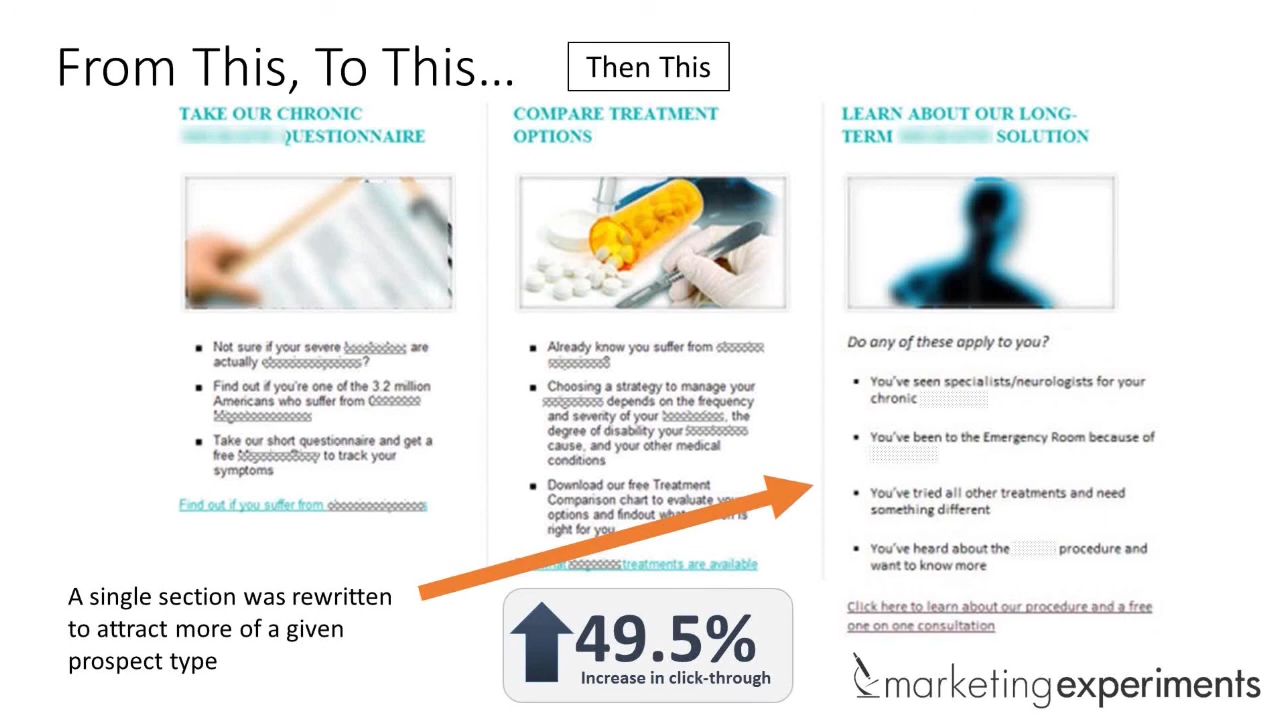 From This, To This...
Then This
TAKE OUR CHRONIC
QUESTIONNAIRE
Not sure if your severe are
actually ?
Find out if you're one of the 3.2 million
Americans who suffer from
Take our short questionnaire and get a
free to track your
symptoms
Find out if you suffer from
COMPARE TREATMENT
OPTIONS
Already know you suffer from
?
Choosing a strategy to manage your
depends on the frequency
and severity of your , the
degree of disability your
cause, and your other medical
conditions
Download our free Treatment
Comparison chart to evaluate
options and findout is
right for you
treatments are available
LEARN ABOUT OUR LONG-
TERM SOLUTION
Do any of these apply to you?
You've seen specialists/neurologists for your
chronic
You've been to the Emergency Room because of
You've tried all other treatments and need
something different
You've heard about the procedure and
want to know more
Click here to learn about our procedure and a free
one on one consultation
A single section was rewritten
to attract more of a given
prospect type
49.5%
Increase in click-through
marketingexperiments